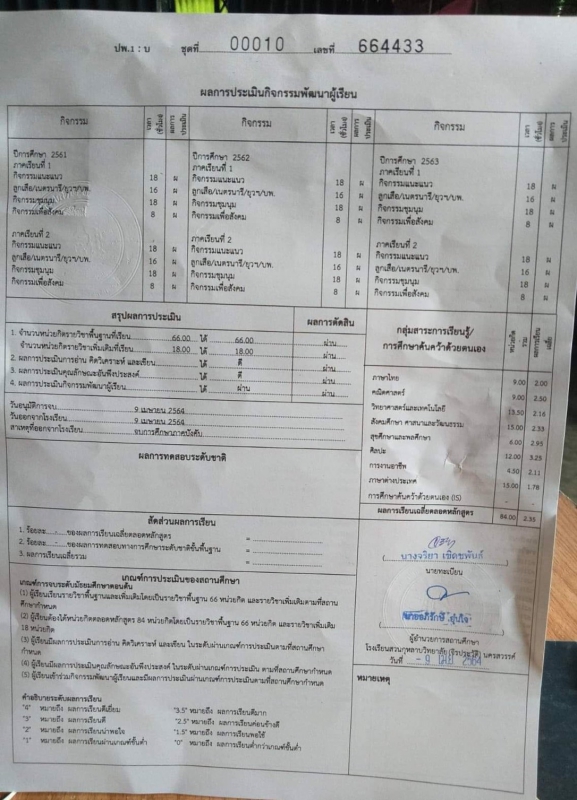 ปพ.1 : บ ชุดที่ 00010 เลขที่ 664433
ผลการประเมินกิจกรรมพัฒนาผู้เรียน
กิจกรรม เวลา (ชั่วโมง) ผลการประเมิน กิจกรรม เวลา (ชั่วโมง) ผลการประเมิน กิจกรรม เวลา (ชั่วโมง) ผลการประเมิน
ปีการศึกษา 2561
ภาคเรียนที่ 1
กิจกรรมแนะแนว 18 ผ
ลูกเสือ/เนตรนารี/ยุวฯ/บพ. 16 ผ
กิจกรรมชุมนุม 18 ผ
กิจกรรมเพื่อสังคม 8 ผ
ภาคเรียนที่ 2
กิจกรรมแนะแนว 18 ผ
ลูกเสือ/เนตรนารี/ยุวฯ/บพ. 16 ผ
กิจกรรมชุมนุม 18 ผ
กิจกรรมเพื่อสังคม 8 ผ
ปีการศึกษา 2562
ภาคเรียนที่ 1
กิจกรรมแนะแนว 18 ผ
ลูกเสือ/เนตรนารี/ยุวฯ/บพ. 16 ผ
กิจกรรมชุมนุม 18 ผ
กิจกรรมเพื่อสังคม 8 ผ
ภาคเรียนที่ 2
กิจกรรมแนะแนว 18 ผ
ลูกเสือ/เนตรนารี/ยุวฯ/บพ. 16 ผ
กิจกรรมชุมนุม 18 ผ
กิจกรรมเพื่อสังคม 8 ผ
ปีการศึกษา 2563
ภาคเรียนที่ 1
กิจกรรมแนะแนว 18 ผ
ลูกเสือ/เนตรนารี/ยุวฯ/บพ. 16 ผ
กิจกรรมชุมนุม 18 ผ
กิจกรรมเพื่อสังคม 8 ผ
ภาคเรียนที่ 2
กิจกรรมแนะแนว 18 ผ
ลูกเสือ/เนตรนารี/ยุวฯ/บพ. 16 ผ
กิจกรรมชุมนุม 18 ผ
กิจกรรมเพื่อสังคม 8 ผ
สรุปผลการประเมิน ผลการตัดสิน
1. จำนวนหน่วยกิตรายวิชาพื้นฐานที่เรียน 66.00 ได้ 66.00 ผ่าน
จำนวนหน่วยกิตรายวิชาเพิ่มเติมที่เรียน 18.00 ได้ 18.00 ผ่าน
2. ผลการประเมินการอ่าน คิดวิเคราะห์ และเขียน ได้ ดี ผ่าน
3. ผลการประเมินคุณลักษณะอันพึงประสงค์ ได้ ดี ผ่าน
4. ผลการประเมินกิจกรรมพัฒนาผู้เรียน ได้ ผ่าน ผ่าน
วันอนุมัติการจบ 9 เมษายน 2564
วันออกจากโรงเรียน 9 เมษายน 2564
สาเหตุที่ออกจากโรงเรียน จบการศึกษาภาคบังคับ
ผลการทดสอบระดับชาติ
กลุ่มสาระการเรียนรู้/
การศึกษาค้นคว้าด้วยตนเอง หน่วยกิตรวม ผลการเรียนเฉลี่ย
ภาษาไทย 9.00 2.00
คณิตศาสตร์ 9.00 2.50
วิทยาศาสตร์และเทคโนโลยี 13.50 2.16
สังคมศึกษา ศาสนาและวัฒนธรรม 15.00 2.33
สุขศึกษาและพลศึกษา 6.00 2.95
ศิลปะ 12.00 3.25
การงานอาชีพ 4.50 2.11
ภาษาต่างประเทศ 15.00 1.78
การศึกษาค้นคว้าด้วยตนเอง (IS) - -
ผลการเรียนเฉลี่ยตลอดหลักสูตร 84.00 2.35
สัดส่วนผลการเรียน
1. ร้อยละ - ของผลการเรียนเฉลี่ยตลอดหลักสูตร =
2. ร้อยละ - ของผลการทดสอบทางการศึกษาระดับชาติขั้นพื้นฐาน =
3. ผลการเรียนเฉลี่ยรวม =
เกณฑ์การประเมินของสถานศึกษา
เกณฑ์การจบระดับมัธยมศึกษาตอนต้น
(1) ผู้เรียนเรียนรายวิชาพื้นฐานและเพิ่มเติมโดยเป็นรายวิชาพื้นฐาน 66 หน่วยกิต และรายวิชาเพิ่มเติมตามที่สถาน
ศึกษากำหนด
(2) ผู้เรียนต้องได้หน่วยกิตตลอดหลักสูตร 84 หน่วยกิตโดยเป็นรายวิชาพื้นฐาน 66 หน่วยกิต และรายวิชาเพิ่มเติม
18 หน่วยกิต
(3) ผู้เรียนมีผลการประเมินการอ่าน คิดวิเคราะห์ และเขียน ในระดับผ่านเกณฑ์การประเมินตามที่สถานศึกษา
กำหนด
(4) ผู้เรียนมีผลการประเมินคุณลักษณะอันพึงประสงค์ ในระดับผ่านเกณฑ์การประเมิน ตามที่สถานศึกษากำหนด
(5) ผู้เรียนเข้าร่วมกิจกรรมพัฒนาผู้เรียนและมีผลการประเมินผ่านเกณฑ์การประเมินตามที่สถานศึกษากำหนด
คำอธิบายระดับผลการเรียน
"4" หมายถึง ผลการเรียนดีเยี่ยม "3.5" หมายถึง ผลการเรียนดีมาก
"3" หมายถึง ผลการเรียนดี "2.5" หมายถึง ผลการเรียนค่อนข้างดี
"2" หมายถึง ผลการเรียนน่าพอใจ "1.5" หมายถึง ผลการเรียนพอใช้
"1" หมายถึง ผลการเรียนผ่านเกณฑ์ขั้นต่ำ "0" หมายถึง ผลการเรียนต่ำกว่าเกณฑ์ขั้นต่ำ
นางจริยา เชิดชพันธ์
นายทะเบียน
ผู้อำนวยการสถานศึกษา
โรงเรียนสวนกุหลาบวิทยาลัย (จิรประวัติ) นครสวรรค์
วันที่ - 9 เม.ย. 2564
หมายเหตุ